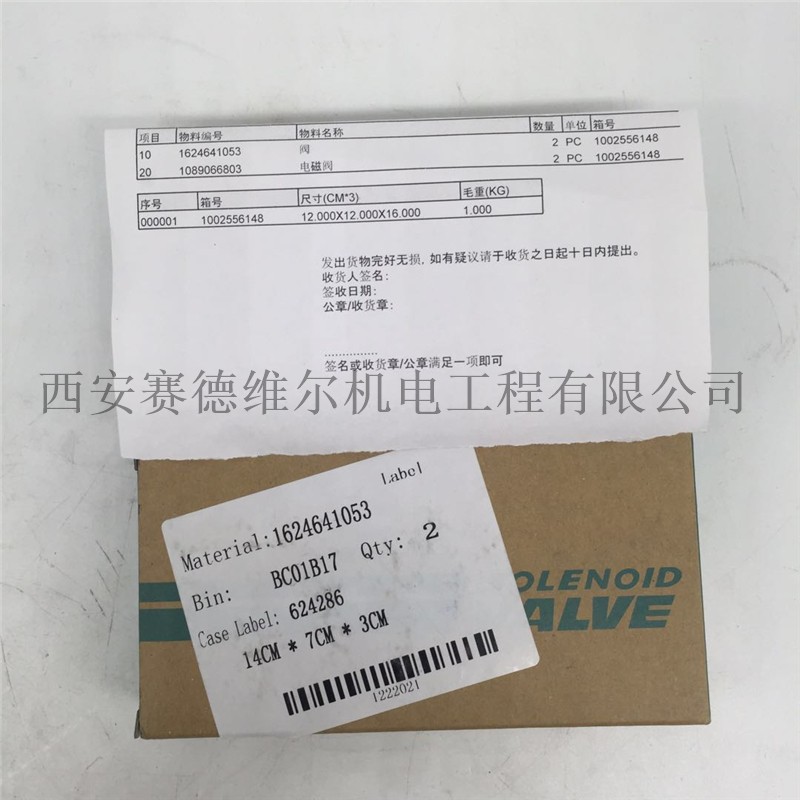 项目 物料编号 物料名称 数量 单位 箱号
10 1624641053 阀 2 PC 1002556148
20 1089066803 电磁阀 2 PC 1002556148
序号 箱号 尺寸(CM*3) 毛重(KG)
000001 1002556148 12.000X12.000X16.000 1.000
发出货物完好无损, 如有疑议请于收货之日起十日内提出。
收货人签名:
签收日期:
公章/收货章:
...............
签名或收货章/公章满足一项即可
西安赛德维尔机电工程有限公司
Label
Material:1624641053
Bin: BC01B17 Qty: 2
Case Label: 624286
14CM * 7CM * 3CM
1222021
OLENOID
ALVE